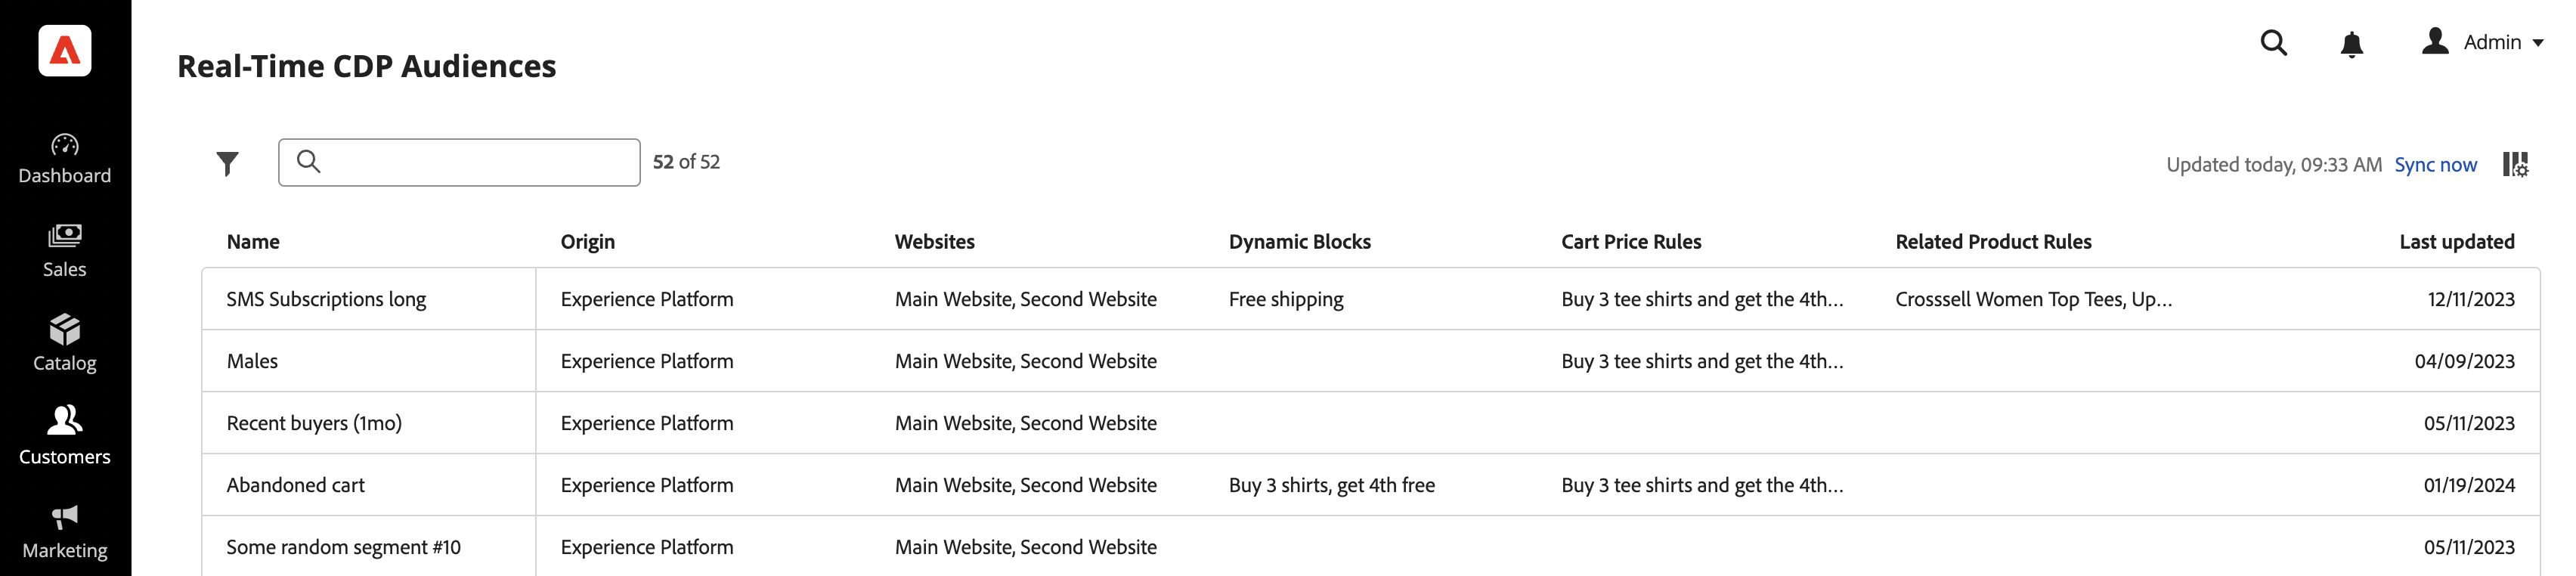 Real-Time CDP Audiences
Admin
Dashboard
Sales
Catalog
Customers
Marketing
52 of 52
Updated today, 09:33 AM Sync now
Name Origin Websites Dynamic Blocks Cart Price Rules Related Product Rules Last updated
SMS Subscriptions long Experience Platform Main Website, Second Website Free shipping Buy 3 tee shirts and get the 4th... Crosssell Women Top Tees, Up... 12/11/2023
Males Experience Platform Main Website, Second Website Buy 3 tee shirts and get the 4th... 04/09/2023
Recent buyers (1mo) Experience Platform Main Website, Second Website 05/11/2023
Abandoned cart Experience Platform Main Website, Second Website Buy 3 shirts, get 4th free Buy 3 tee shirts and get the 4th... 01/19/2024
Some random segment #10 Experience Platform Main Website, Second Website 05/11/2023